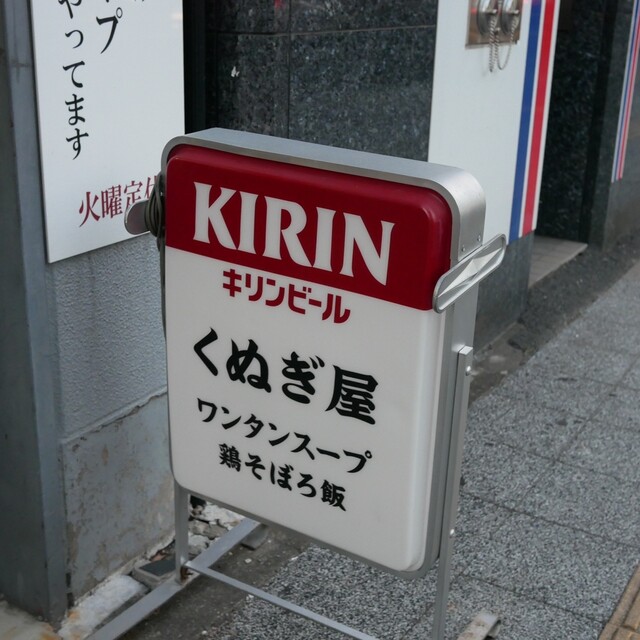 プ
やってます
火曜定休
KIRIN
キリンビール
くぬぎ屋
ワンタンスープ
鶏そぼろ飯